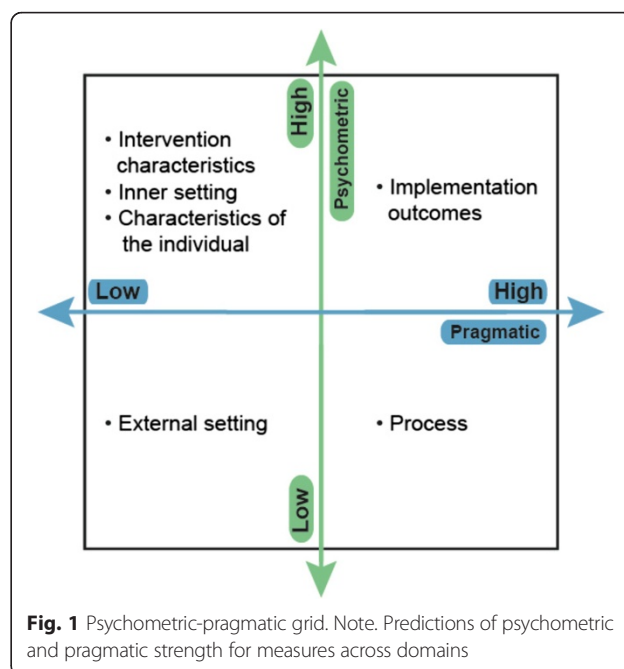 High
Psychometric
• Intervention
characteristics
• Inner setting
• Characteristics of
the individual
• Implementation
outcomes
Low
High
Pragmatic
• External setting
• Process
Low
Fig. 1 Psychometric-pragmatic grid. Note. Predictions of psychometric
and pragmatic strength for measures across domains